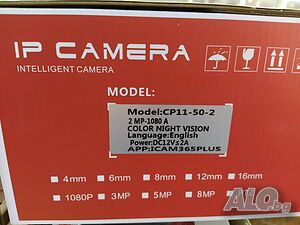 IP CAMERA
INTELLIGENT CAMERA
MODEL:
Model:CP11-50-2
2 MP-1080 A
COLOR NIGHT VISION
Language:English
Power:DC12V≤2A
APP:ICAM365PLUS
4mm 6mm 8mm 12mm 16mm
1080P 3MP 5MP 8MP
ALO.bg